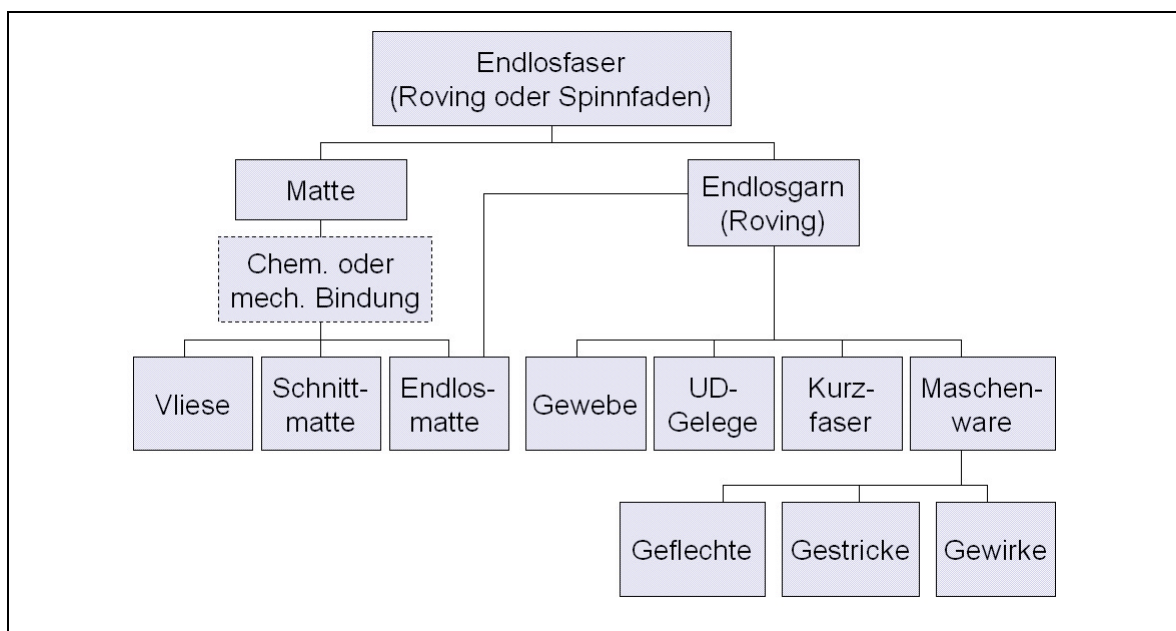 Endlosfaser
(Roving oder Spinnfaden)
Matte
Endlosgarn
(Roving)
Chem. oder
mech. Bindung
Vliese
Schnitt-
matte
Endlos-
matte
Gewebe
UD-
Gelege
Kurz-
faser
Maschen-
ware
Geflechte
Gestricke
Gewirke